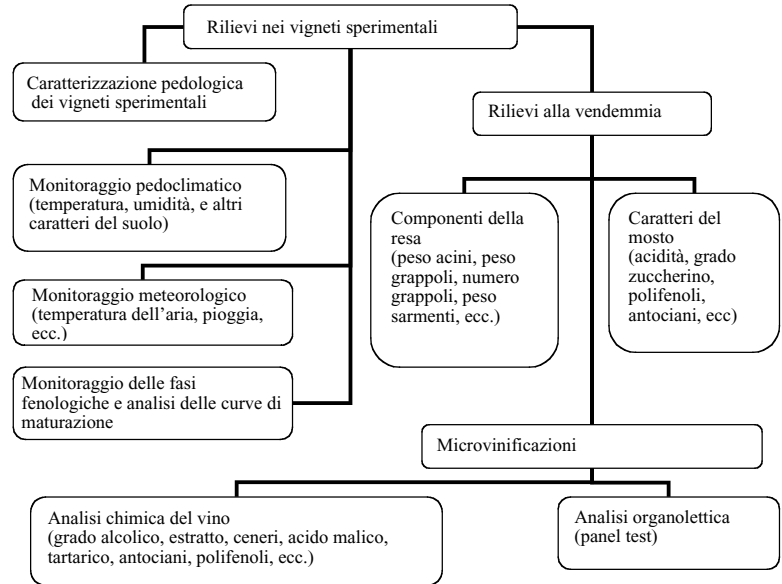 Rilievi nei vigneti sperimentali
Caratterizzazione pedologica
dei vigneti sperimentali
Rilievi alla vendemmia
Monitoraggio pedoclimatico
(temperatura, umidità, e altri
caratteri del suolo)
Componenti della
resa
(peso acini, peso
grappoli, numero
grappoli, peso
sarmenti, ecc.)
Caratteri del
mosto
(acidità, grado
zuccherino,
polifenoli,
antociani, ecc)
Monitoraggio meteorologico
(temperatura dell'aria, pioggia,
ecc.)
Monitoraggio delle fasi
fenologiche e analisi delle curve di
maturazione
Microvinificazioni
Analisi chimica del vino
(grado alcolico, estratto, ceneri, acido malico,
tartarico, antociani, polifenoli, ecc.)
Analisi organolettica
(panel test)